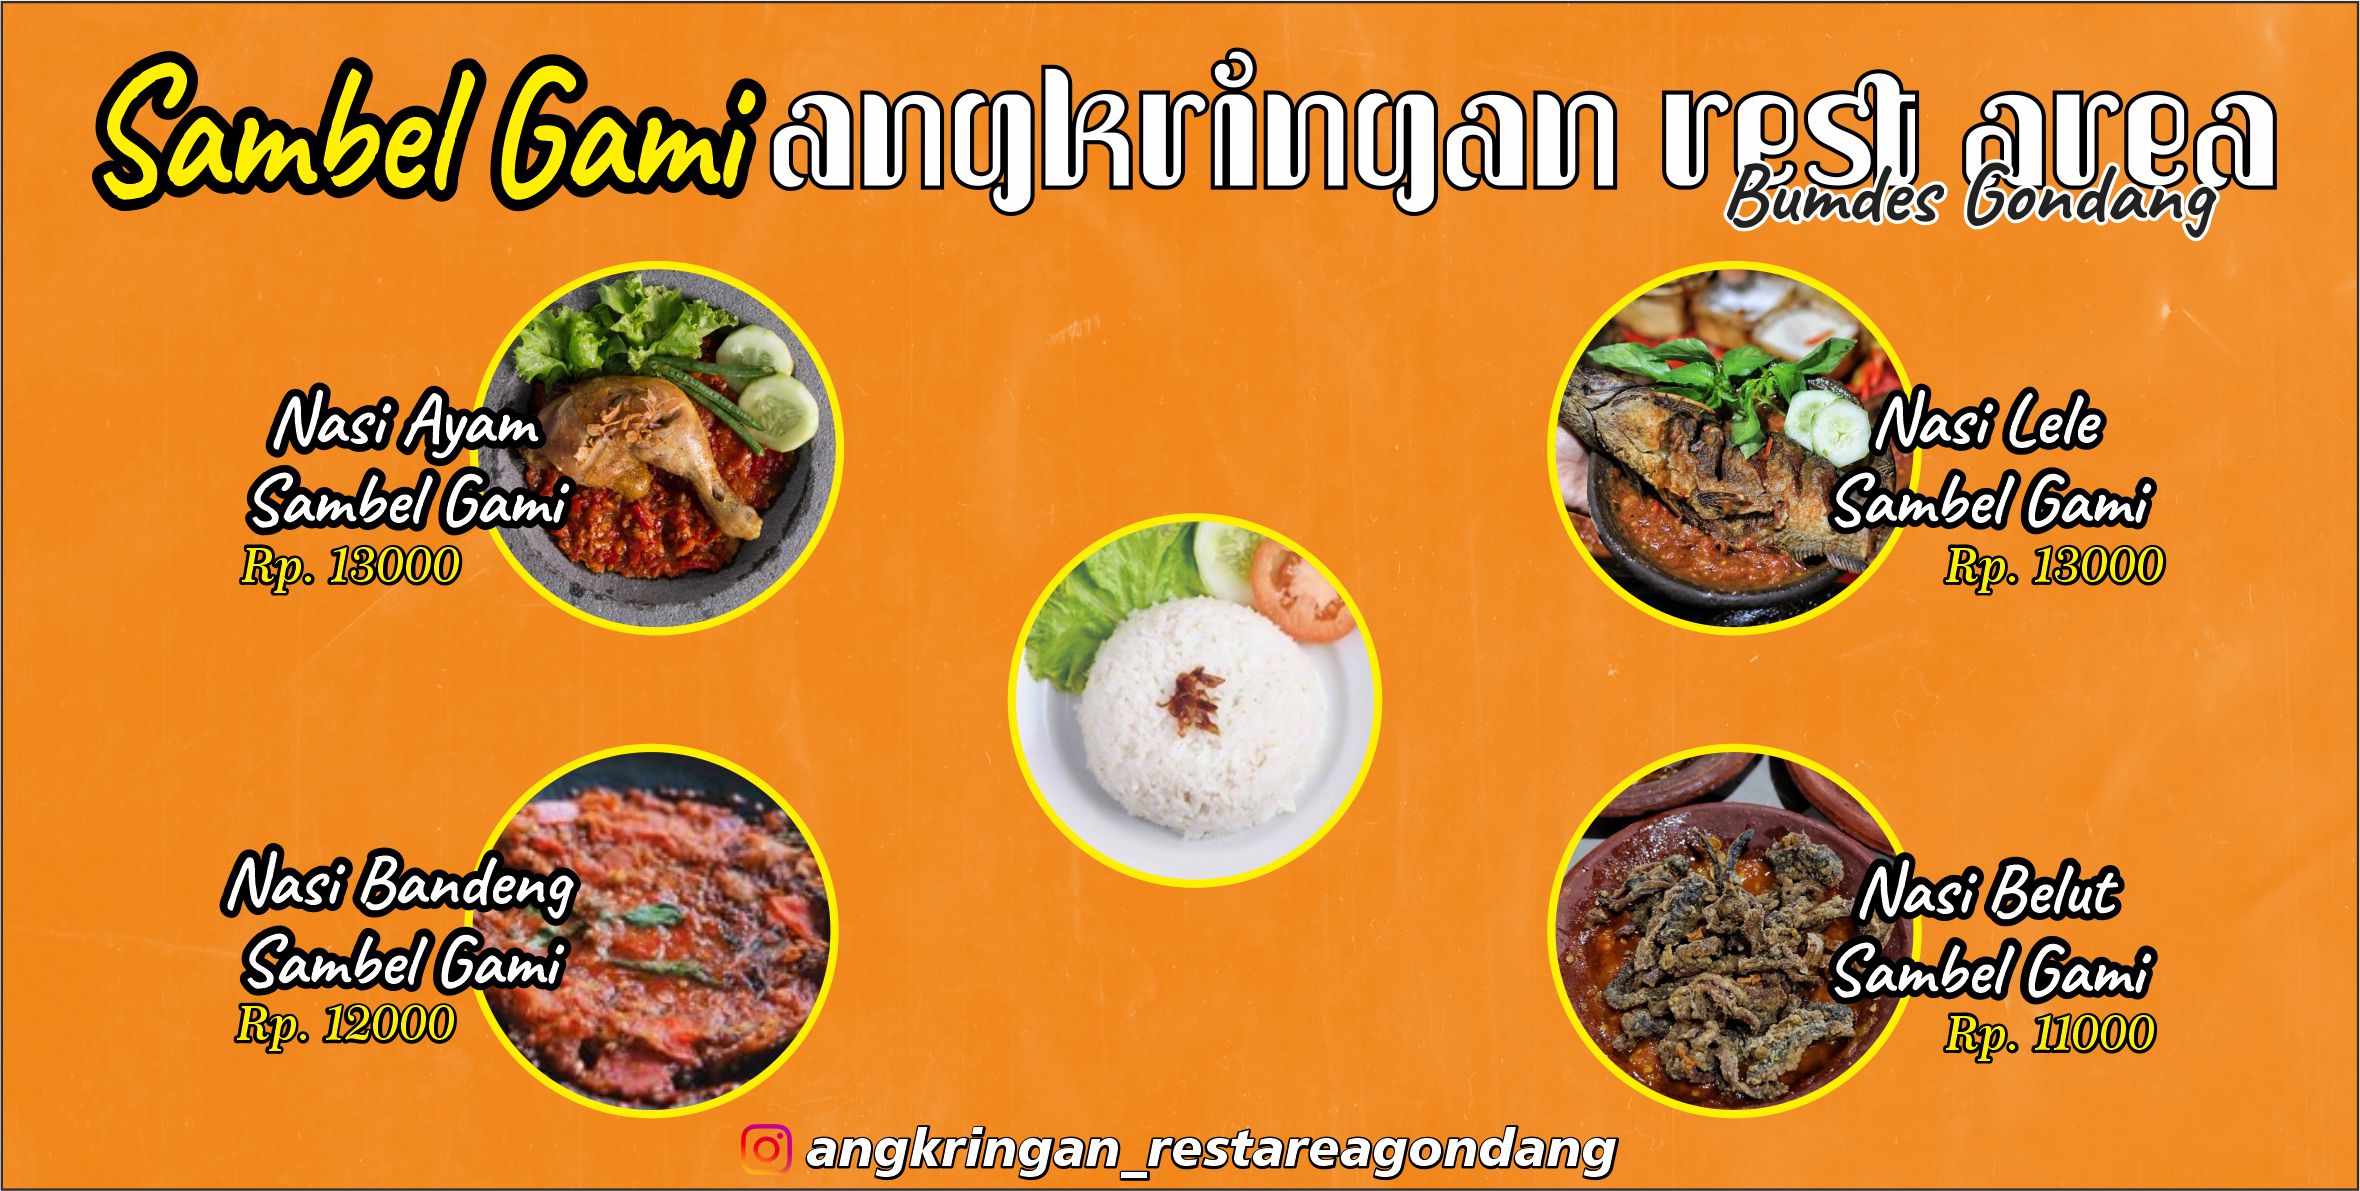 Sambel Gami angkringan rest area
Bumdes Gondang
Nasi Ayam
Sambel Gami
Rp. 13000
Nasi Lele
Sambel Gami
Rp. 13000
Nasi Bandeng
Sambel Gami
Rp. 12000
Nasi Belut
Sambel Gami
Rp. 11000
angkringan_restareagondang